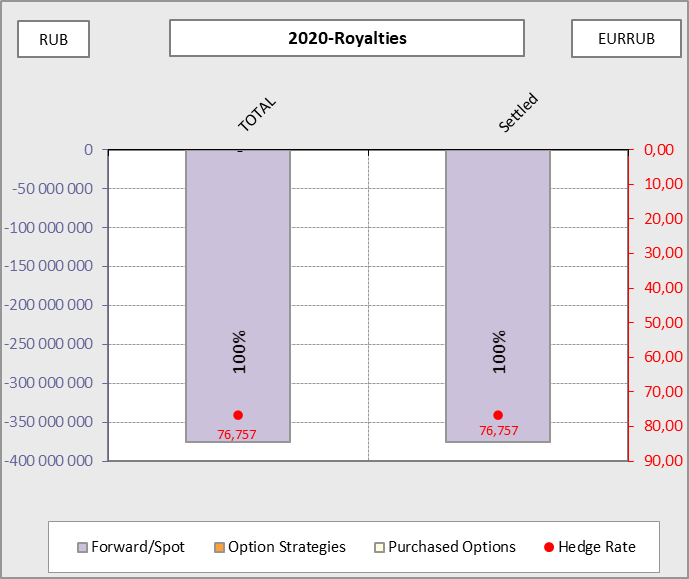 RUB
2020-Royalties
EURRUB
TOTAL
Settled
0
0,00
-50 000 000
10,00
-100 000 000
20,00
-150 000 000
30,00
-200 000 000
40,00
-250 000 000
50,00
-300 000 000
60,00
-350 000 000
70,00
-400 000 000
80,00
90,00
100%
100%
76,757
76,757
Forward/Spot
Option Strategies
Purchased Options
Hedge Rate